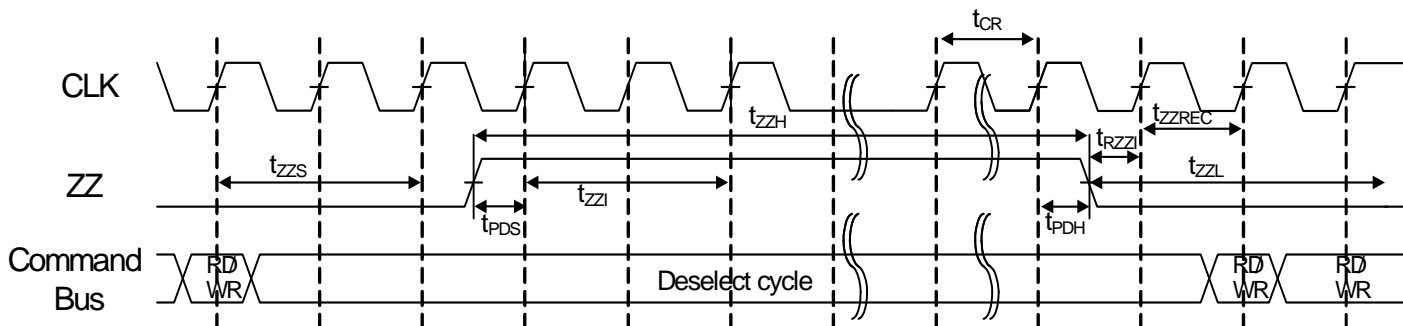 tCR
CLK
tZZH
tZZREC
tRZZI
ZZ
tZZS
tZZI
tZZL
tPDS
tPDH
Command
Bus
RD/
WR
Deselect cycle
RD/
WR
RD/
WR